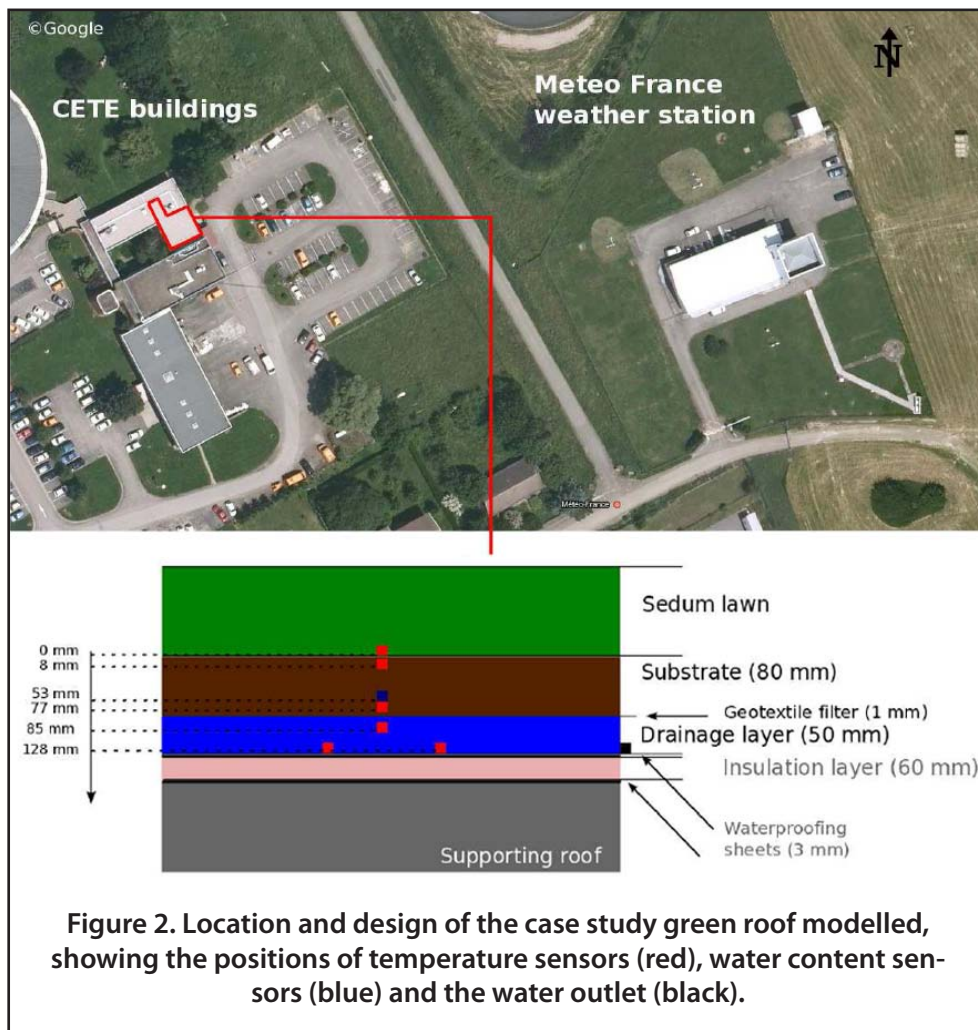 ©Google
N
CETE buildings
Meteo France
weather station
Météo-France
Sedum lawn
0 mm
8 mm
Substrate (80 mm)
53 mm
77 mm
Geotextile filter (1 mm)
85 mm
Drainage layer (50 mm)
128 mm
Insulation layer (60 mm)
Waterproofing
sheets (3 mm)
Supporting roof
Figure 2. Location and design of the case study green roof modelled,
showing the positions of temperature sensors (red), water content sen-
sors (blue) and the water outlet (black).